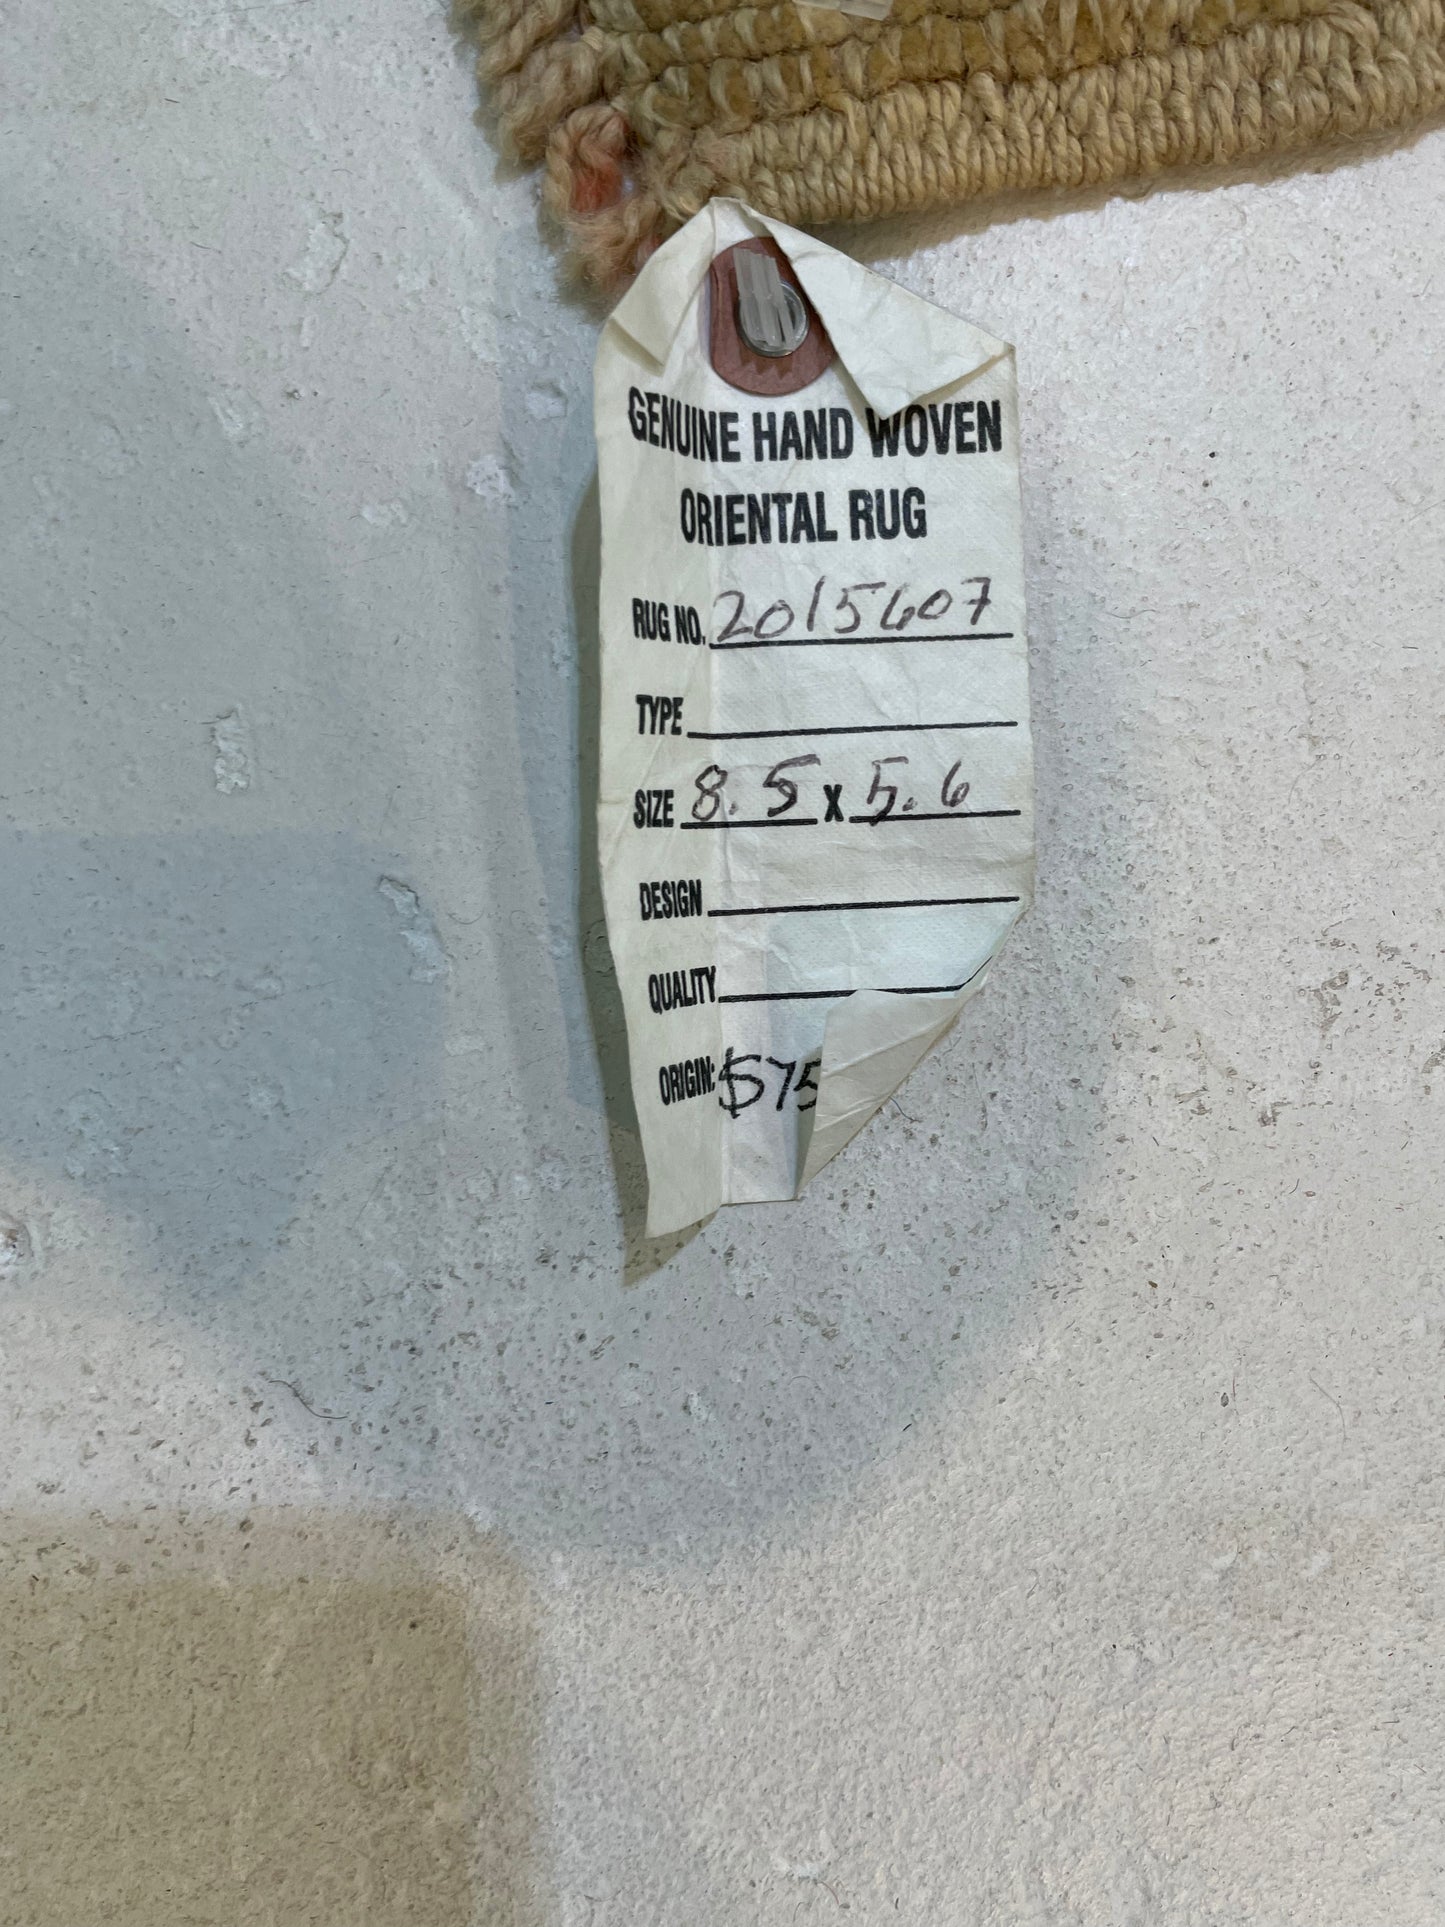 GENUINE HAND WOVEN
ORIENTAL RUG
RUG NO. 2015607
TYPE
SIZE 8.5 X 5.6
DESIGN
QUALITY
ORIGIN: $75